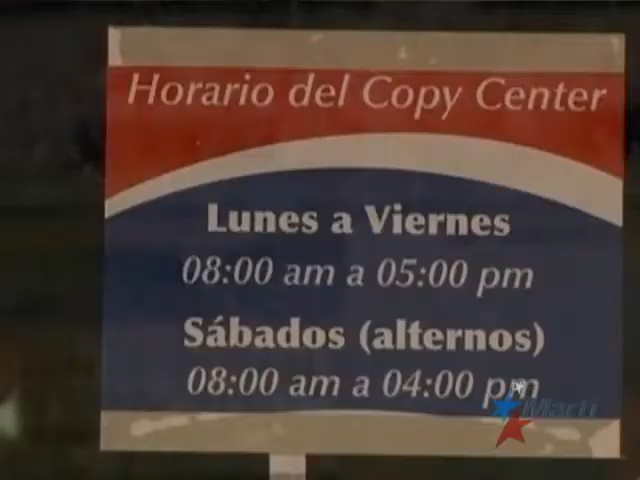 Horario del Copy Center
Lunes a Viernes
08:00 am a 05:00 pm
Sábados (alternos)
08:00 am a 04:00 pm
Martí